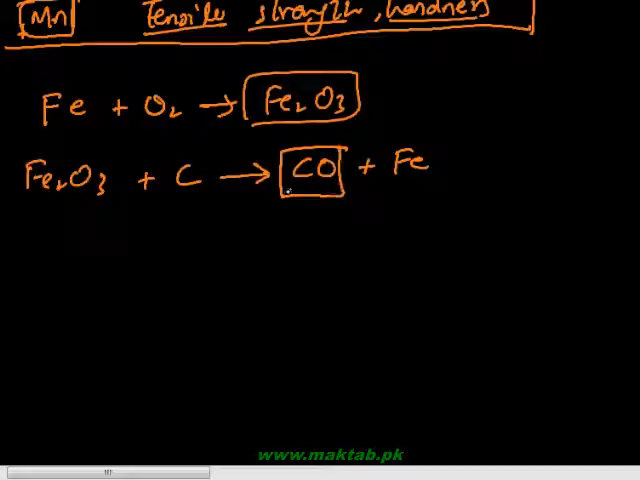 Mn Tensile strength, hardness
Fe + O₂ → Fe₂O₃
Fe₂O₃ + C → CO + Fe
www.maktab.pk